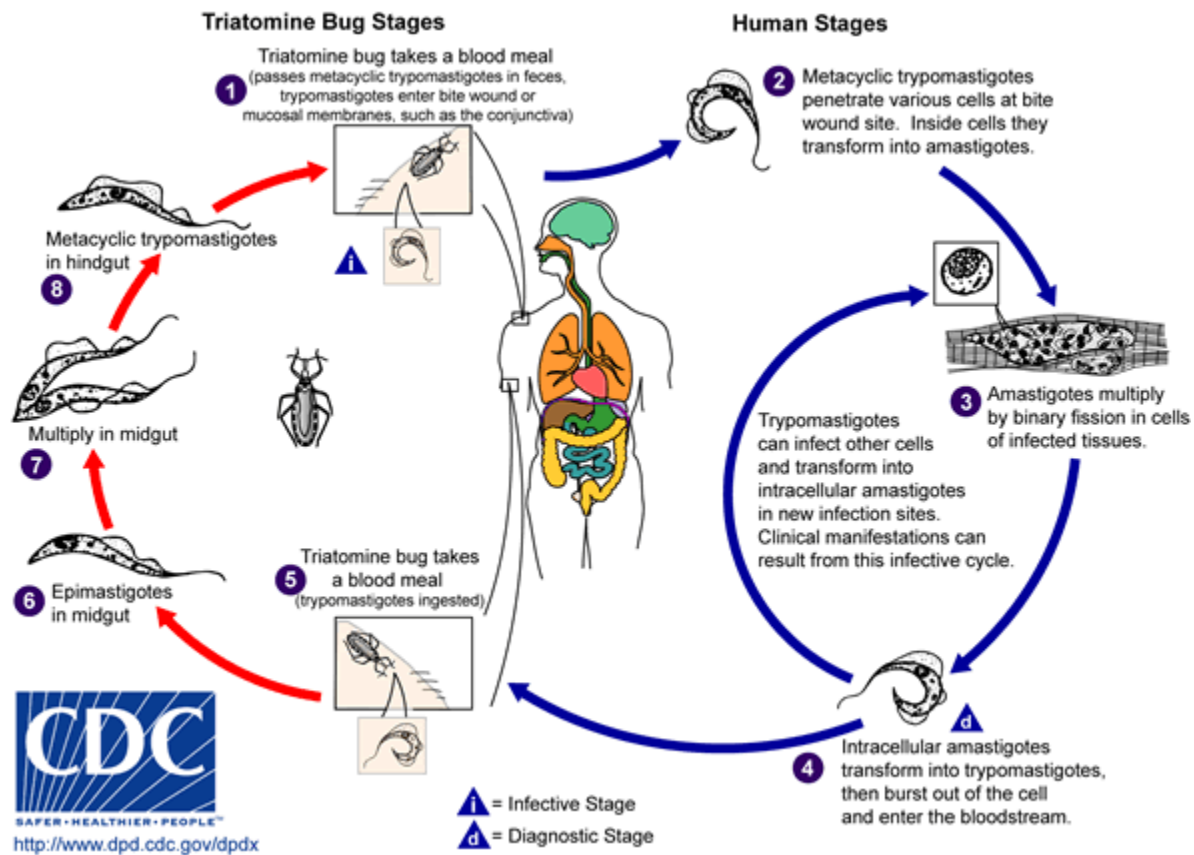 Triatomine Bug Stages
Human Stages
1
Triatomine bug takes a blood meal
(passes metacyclic trypomastigotes in feces,
trypomastigotes enter bite wound or
mucosal membranes, such as the conjunctiva)
i
2
Metacyclic trypomastigotes
penetrate various cells at bite
wound site. Inside cells they
transform into amastigotes.
3
Amastigotes multiply
by binary fission in cells
of infected tissues.
Trypomastigotes
can infect other cells
and transform into
intracellular amastigotes
in new infection sites.
Clinical manifestations can
result from this infective cycle.
d
4
Intracellular amastigotes
transform into trypomastigotes,
then burst out of the cell
and enter the bloodstream.
5
Triatomine bug takes
a blood meal
(trypomastigotes ingested)
6
Epimastigotes
in midgut
Multiply in midgut
7
Metacyclic trypomastigotes
in hindgut
8
i = Infective Stage
d = Diagnostic Stage
CDC
SAFER•HEALTHIER•PEOPLE™
http://www.dpd.cdc.gov/dpdx